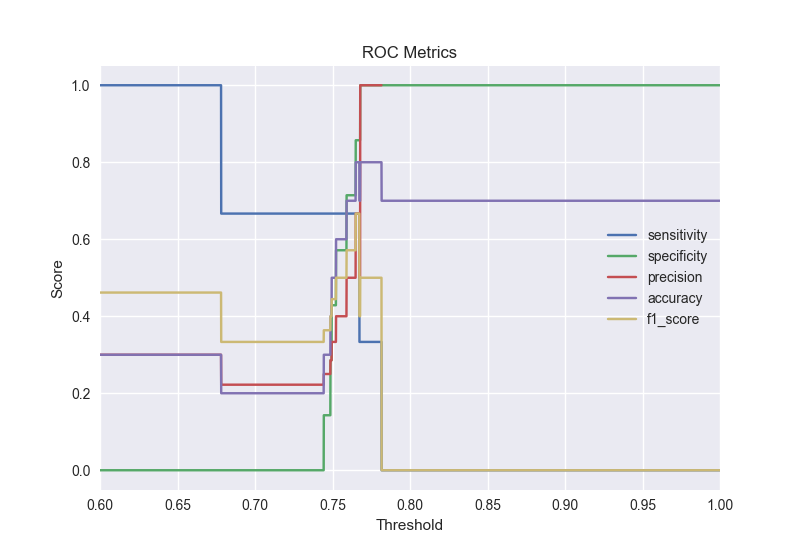 ROC Metrics
1.0
0.8
0.6
0.4
0.2
0.0
Score
sensitivity
specificity
precision
accuracy
f1_score
0.60 0.65 0.70 0.75 0.80 0.85 0.90 0.95 1.00
Threshold